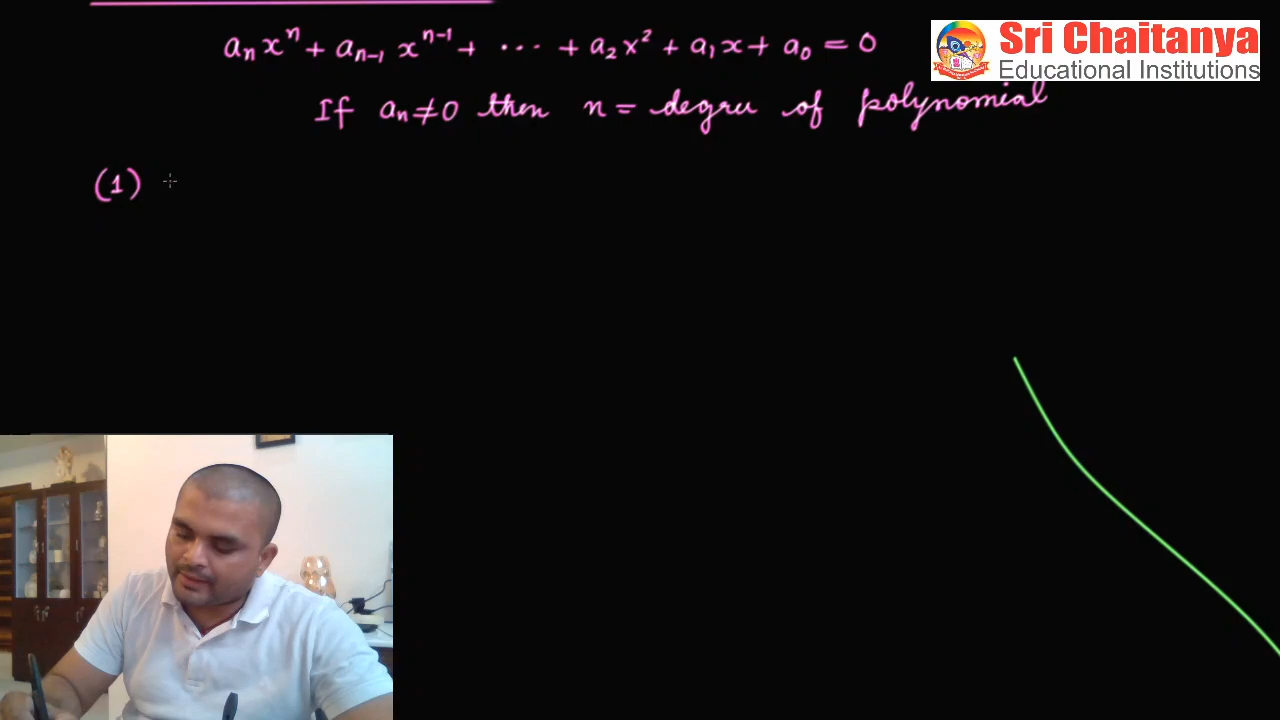 aₙxⁿ + aₙ₋₁xⁿ⁻¹ + ... + a₂x² + a₁x + a₀ = 0
Sri Chaitanya
Educational Institutions
If aₙ ≠ 0 then n = degree of polynomial
(1)